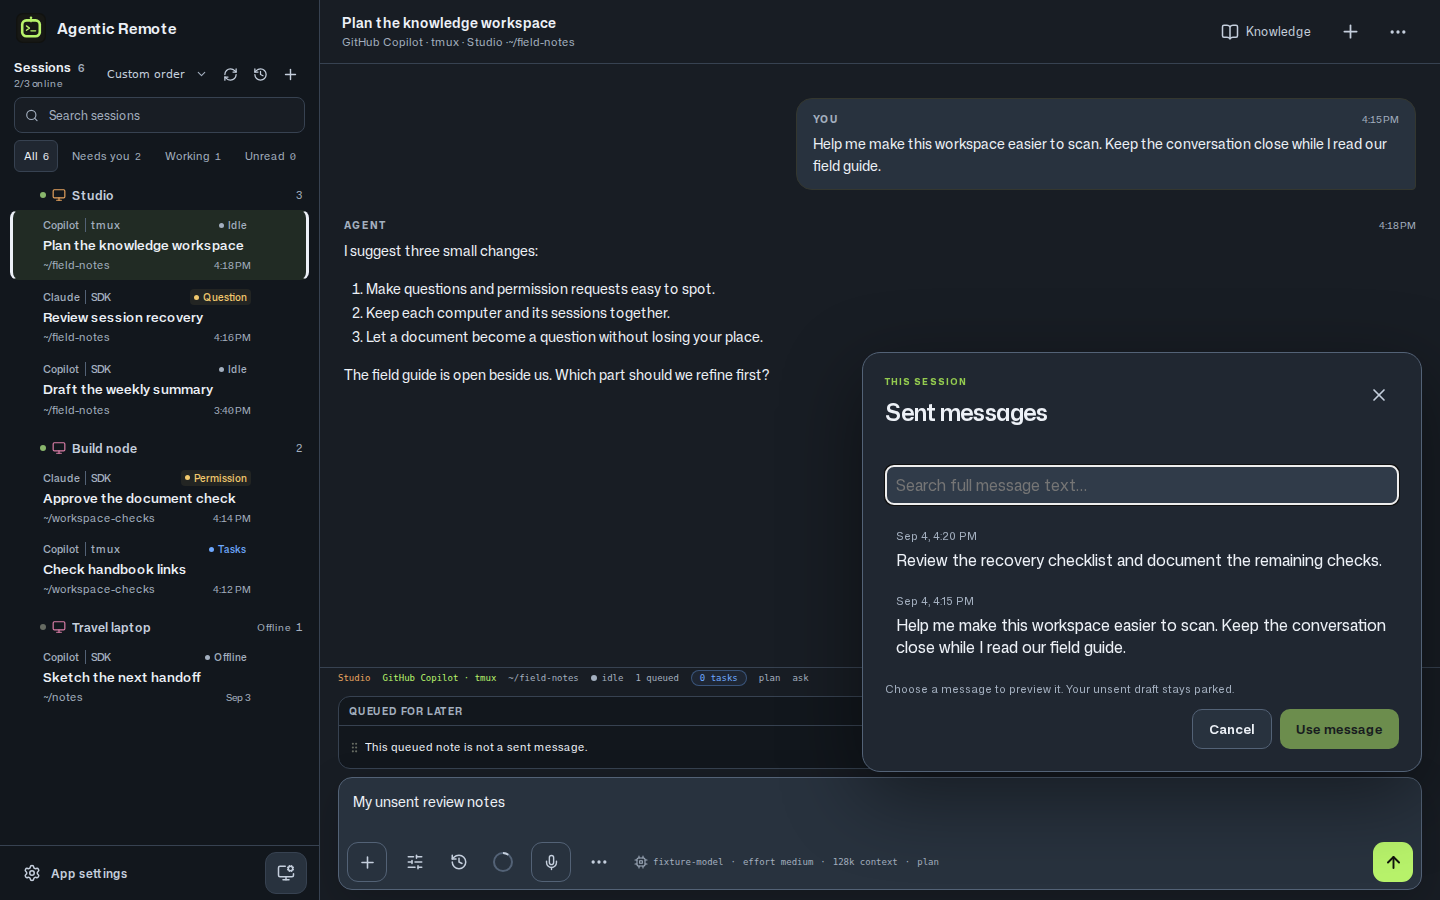 Agentic Remote
Sessions 6
2/3 online
Custom order
Search sessions
All 6
Needs you 2
Working 1
Unread 0
Studio 3
Copilot | tmux
Idle
Plan the knowledge workspace
~/field-notes
4:18 PM
Claude | SDK
Question
Review session recovery
~/field-notes
4:16 PM
Copilot | SDK
Idle
Draft the weekly summary
~/field-notes
3:40 PM
Build node 2
Claude | SDK
Permission
Approve the document check
~/workspace-checks
4:14 PM
Copilot | tmux
Tasks
Check handbook links
~/workspace-checks
4:12 PM
Travel laptop
Offline 1
Copilot | SDK
Offline
Sketch the next handoff
~/notes
Sep 3
App settings
Plan the knowledge workspace
GitHub Copilot · tmux · Studio · ~/field-notes
Knowledge
YOU
4:15 PM
Help me make this workspace easier to scan. Keep the conversation close while I read our
field guide.
AGENT
4:18 PM
I suggest three small changes:
1. Make questions and permission requests easy to spot.
2. Keep each computer and its sessions together.
3. Let a document become a question without losing your place.
The field guide is open beside us. Which part should we refine first?
THIS SESSION
Sent messages
Search full message text...
Sep 4, 4:20 PM
Review the recovery checklist and document the remaining checks.
Sep 4, 4:15 PM
Help me make this workspace easier to scan. Keep the conversation
close while I read our field guide.
Choose a message to preview it. Your unsent draft stays parked.
Cancel
Use message
Studio GitHub Copilot · tmux ~/field-notes idle 1 queued 0 tasks plan ask
QUEUED FOR LATER
This queued note is not a sent message.
My unsent review notes
fixture-model · effort medium · 128k context · plan